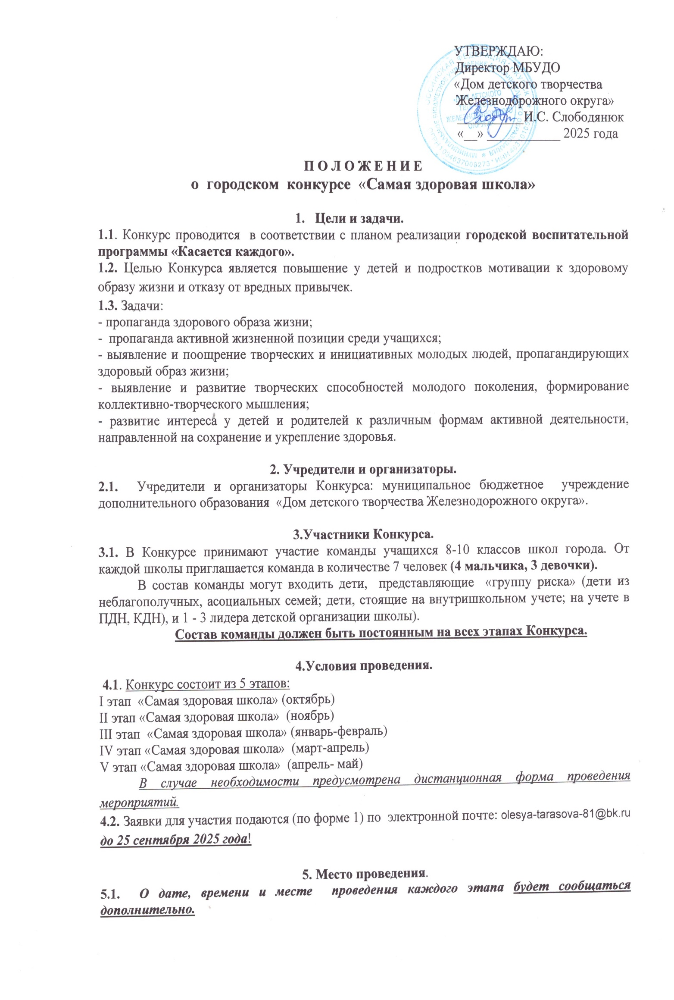 УТВЕРЖДАЮ:
Директор МБУДО
«Дом детского творчества
Железнодорожного округа»
__________И.С. Слободянюк
«__» ___________ 2025 года
П О Л О Ж Е Н И Е
о городском конкурсе «Самая здоровая школа»
1. Цели и задачи.
1.1. Конкурс проводится в соответствии с планом реализации городской воспитательной
программы «Касается каждого».
1.2. Целью Конкурса является повышение у детей и подростков мотивации к здоровому
образу жизни и отказу от вредных привычек.
1.3. Задачи:
- пропаганда здорового образа жизни;
- пропаганда активной жизненной позиции среди учащихся;
- выявление и поощрение творческих и инициативных молодых людей, пропагандирующих
здоровый образ жизни;
- выявление и развитие творческих способностей молодого поколения, формирование
коллективно-творческого мышления;
- развитие интереса у детей и родителей к различным формам активной деятельности,
направленной на сохранение и укрепление здоровья.
2. Учредители и организаторы.
2.1. Учредители и организаторы Конкурса: муниципальное бюджетное учреждение
дополнительного образования «Дом детского творчества Железнодорожного округа».
3.Участники Конкурса.
3.1. В Конкурсе принимают участие команды учащихся 8-10 классов школ города. От
каждой школы приглашается команда в количестве 7 человек (4 мальчика, 3 девочки).
В состав команды могут входить дети, представляющие «группу риска» (дети из
неблагополучных, асоциальных семей; дети, стоящие на внутришкольном учете; на учете в
ПДН, КДН), и 1 - 3 лидера детской организации школы).
Состав команды должен быть постоянным на всех этапах Конкурса.
4.Условия проведения.
4.1. Конкурс состоит из 5 этапов:
I этап «Самая здоровая школа» (октябрь)
II этап «Самая здоровая школа» (ноябрь)
III этап «Самая здоровая школа» (январь-февраль)
IV этап «Самая здоровая школа» (март-апрель)
V этап «Самая здоровая школа» (апрель- май)
В случае необходимости предусмотрена дистанционная форма проведения
мероприятий.
4.2. Заявки для участия подаются (по форме 1) по электронной почте: olesya-tarasova-81@bk.ru
до 25 сентября 2025 года!
5. Место проведения.
5.1. О дате, времени и месте проведения каждого этапа будет сообщаться
дополнительно.